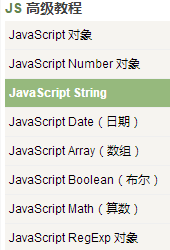 JS 高级教程
JavaScript 对象
JavaScript Number 对象
JavaScript String
JavaScript Date（日期）
JavaScript Array（数组）
JavaScript Boolean（布尔）
JavaScript Math（算数）
JavaScript RegExp 对象